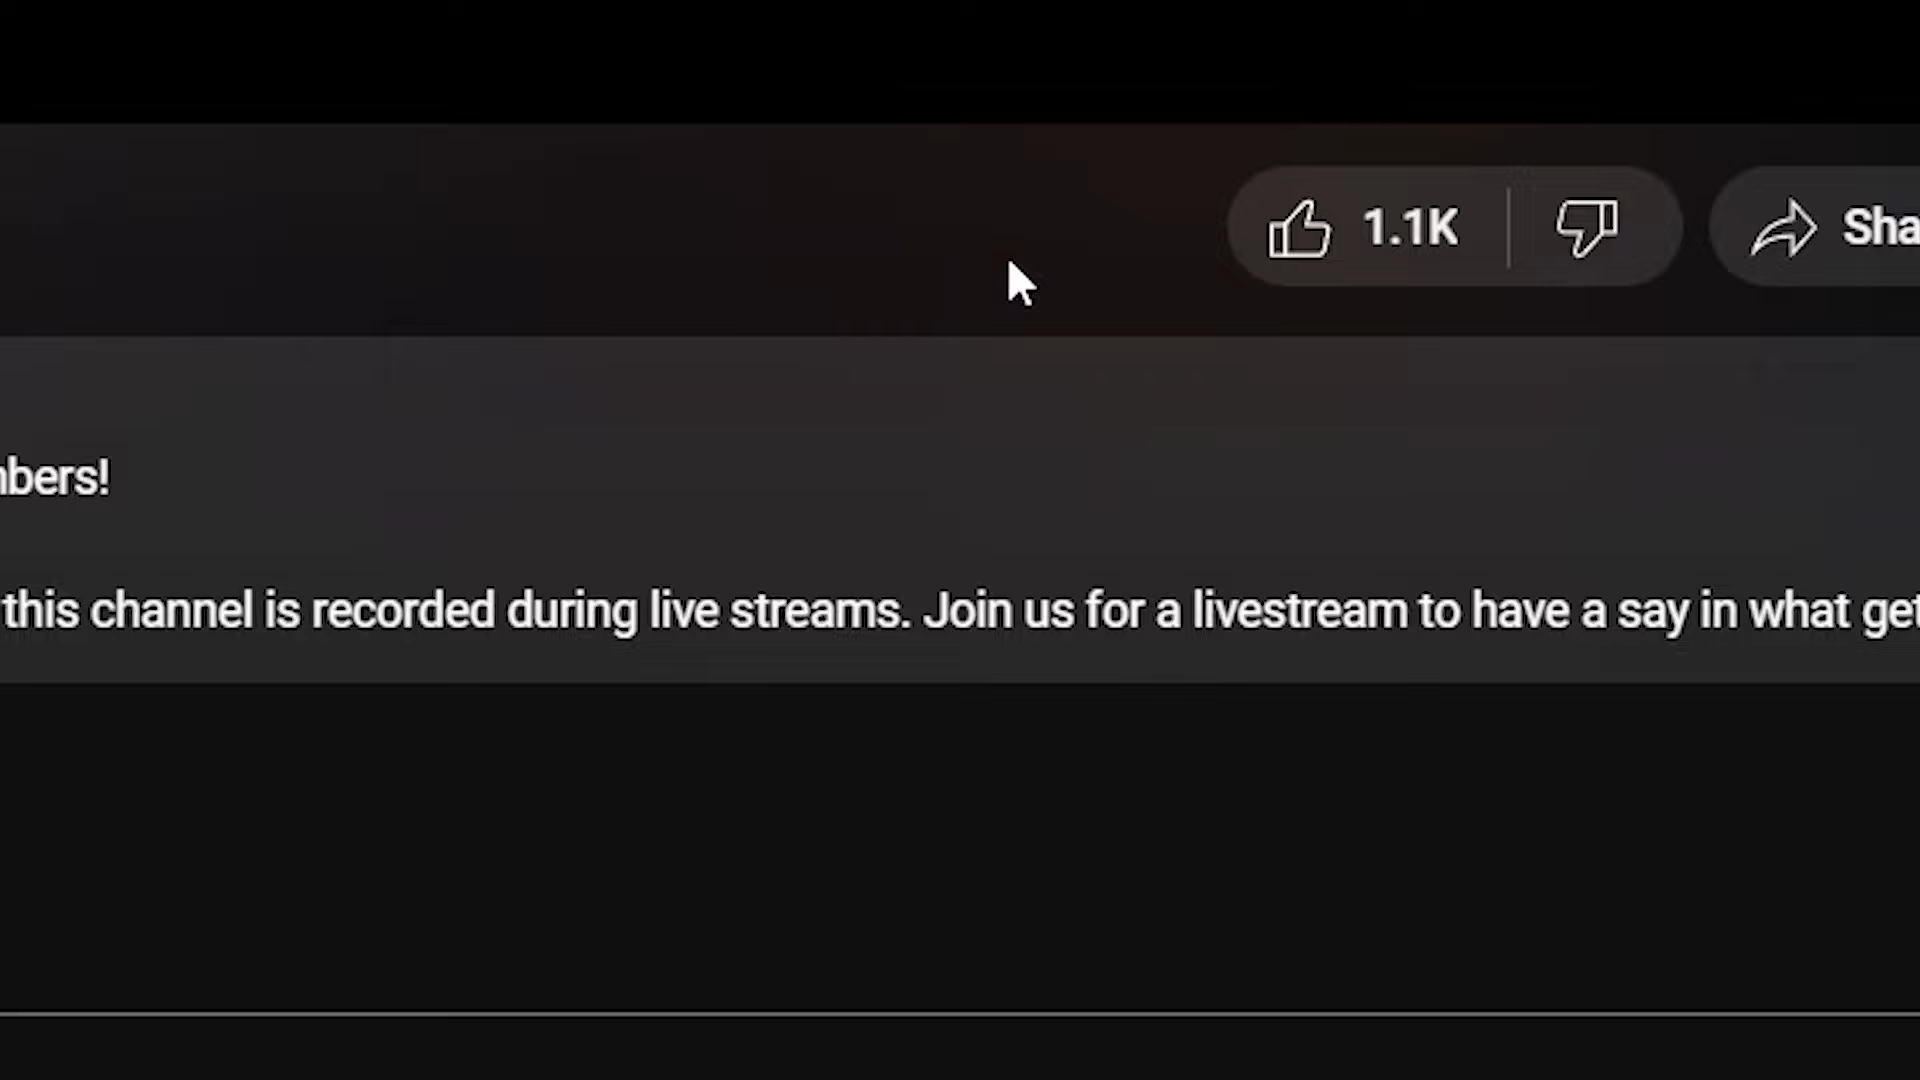 1.1K
Sha
mbers!
this channel is recorded during live streams. Join us for a livestream to have a say in what get